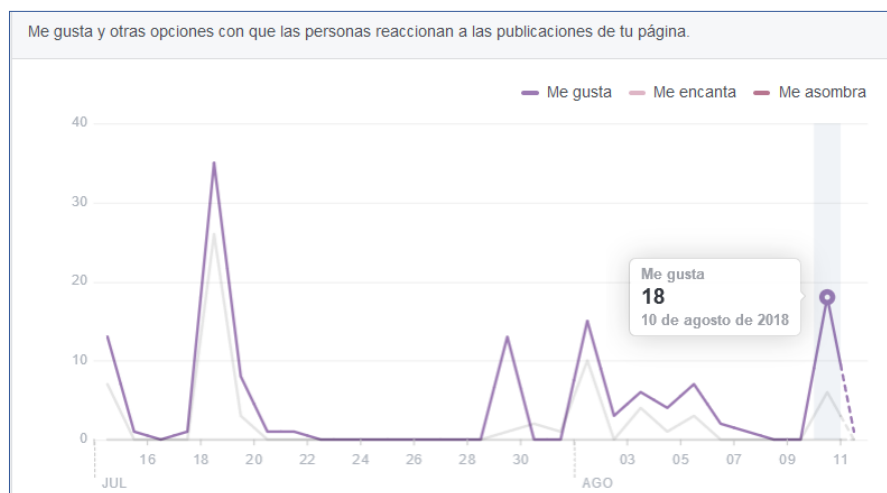 Me gusta y otras opciones con que las personas reaccionan a las publicaciones de tu página.
Me gusta Me encanta Me asombra
40
30
20
10
0
Me gusta
18
10 de agosto de 2018
16 18 20 22 24 26 28 30 03 05 07 09 11
JUL AGO